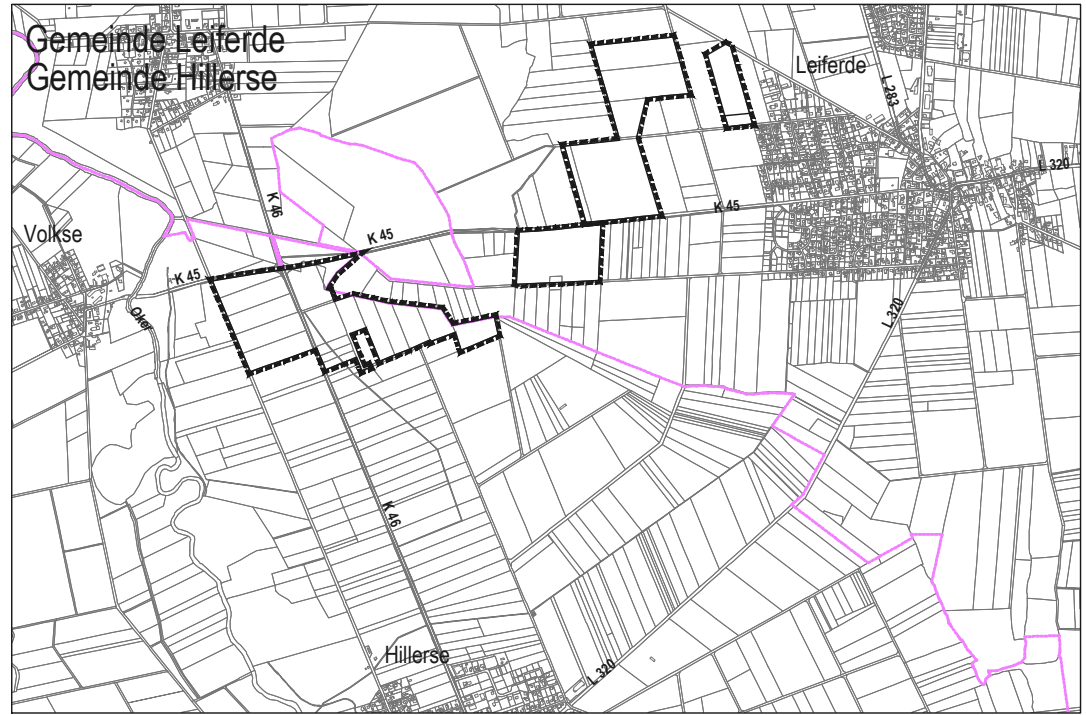 Gemeinde Leiferde
Gemeinde Hillerse
Leiferde
L 283
L 320
K 46
K 45
Volkse
K 45
K 45
Oker
L 320
K 46
Hillerse
L 320